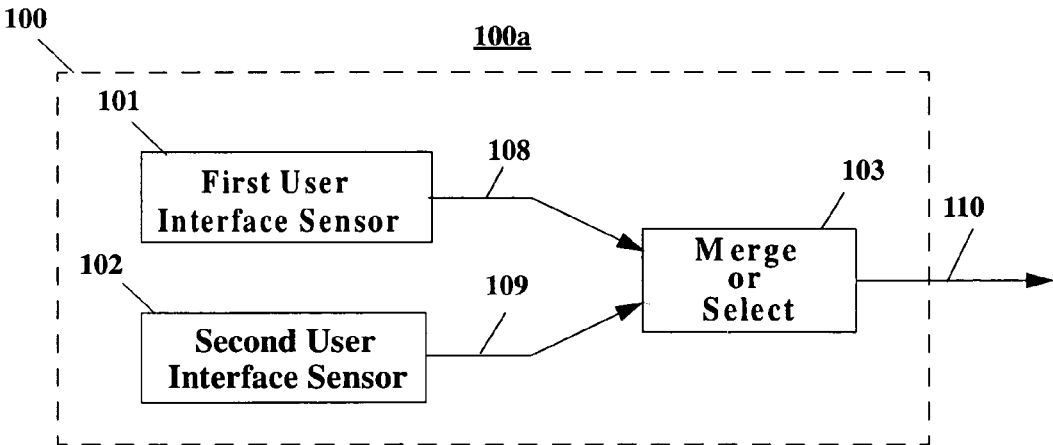 100
100a
101
First User
Interface Sensor
108
103
Merge
or
Select
110
102
Second User
Interface Sensor
109